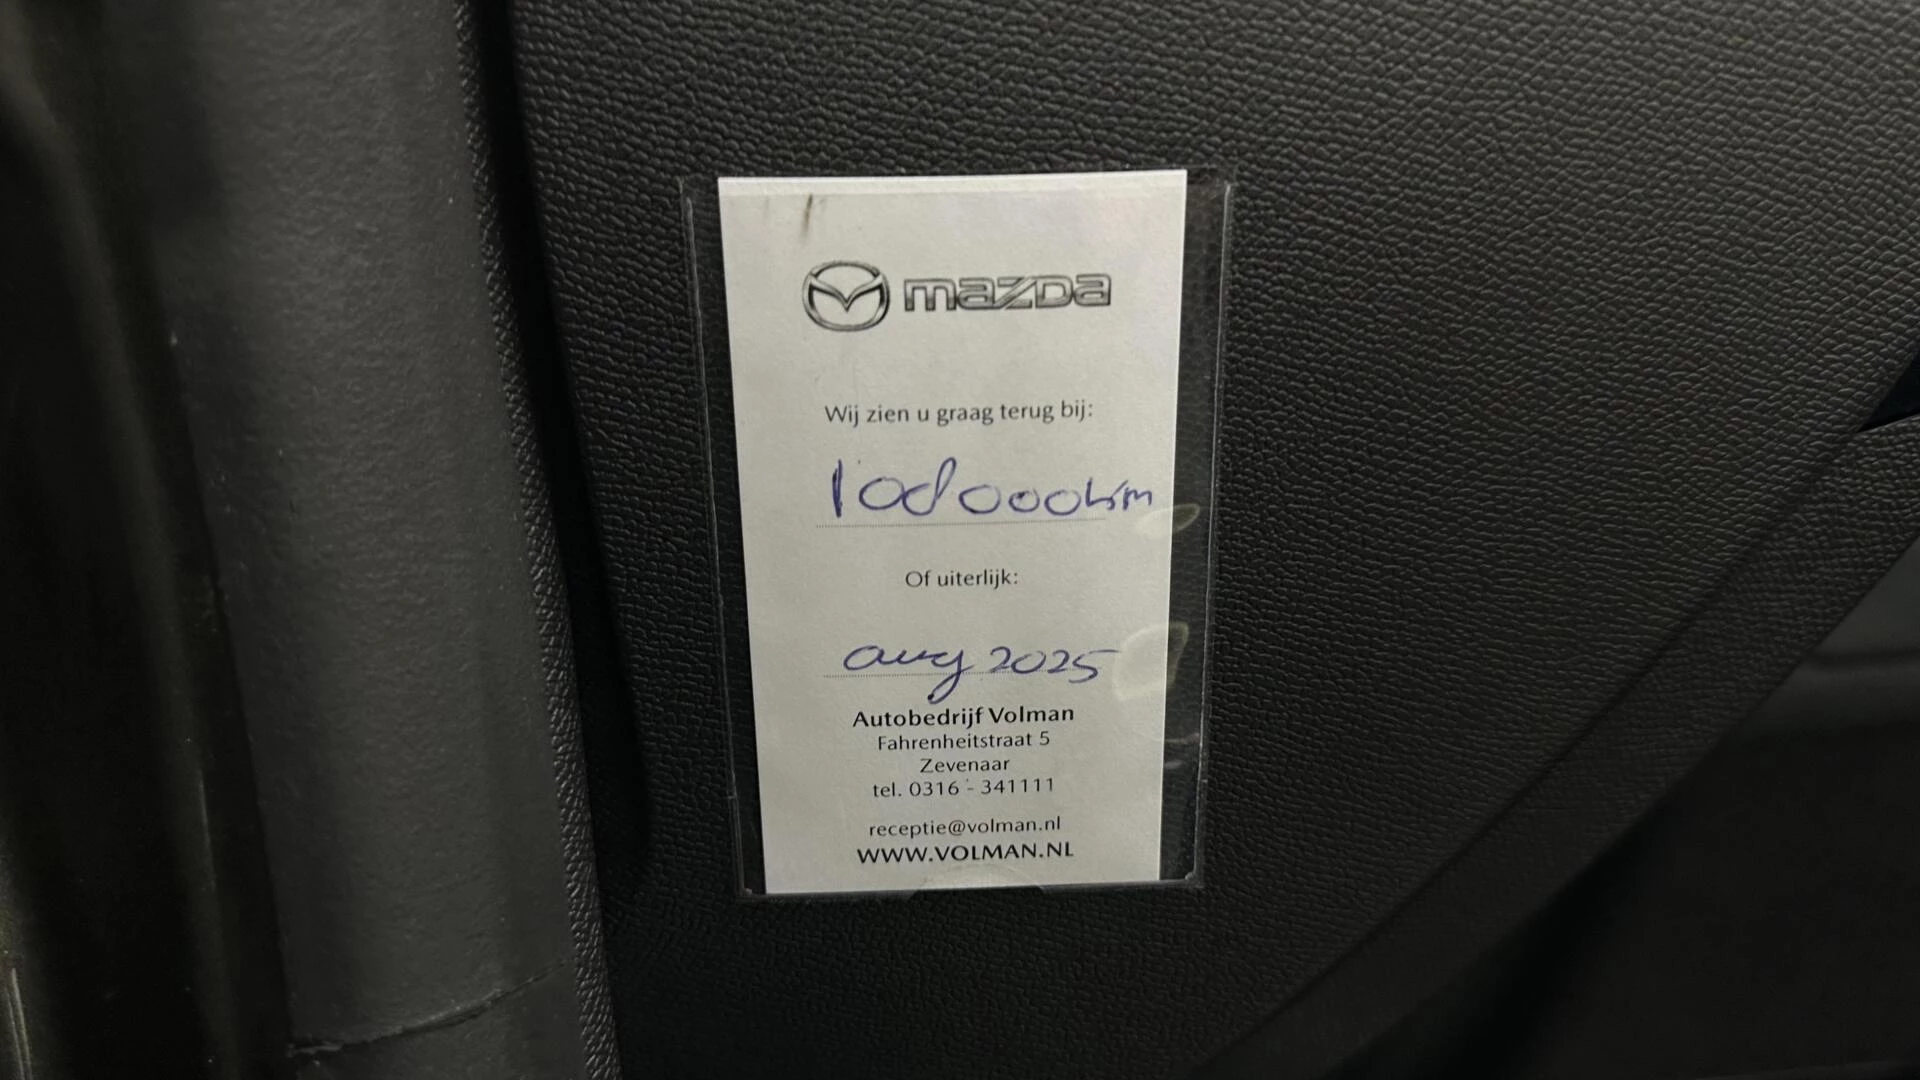 mazda
Wij zien u graag terug bij:
Of uiterlijk:
aug 2025
Autobedrijf Volman
Fahrenheitstraat 5
Zevenaar
tel. 0316 - 341111
receptie@volman.nl
WWW.VOLMAN.NL